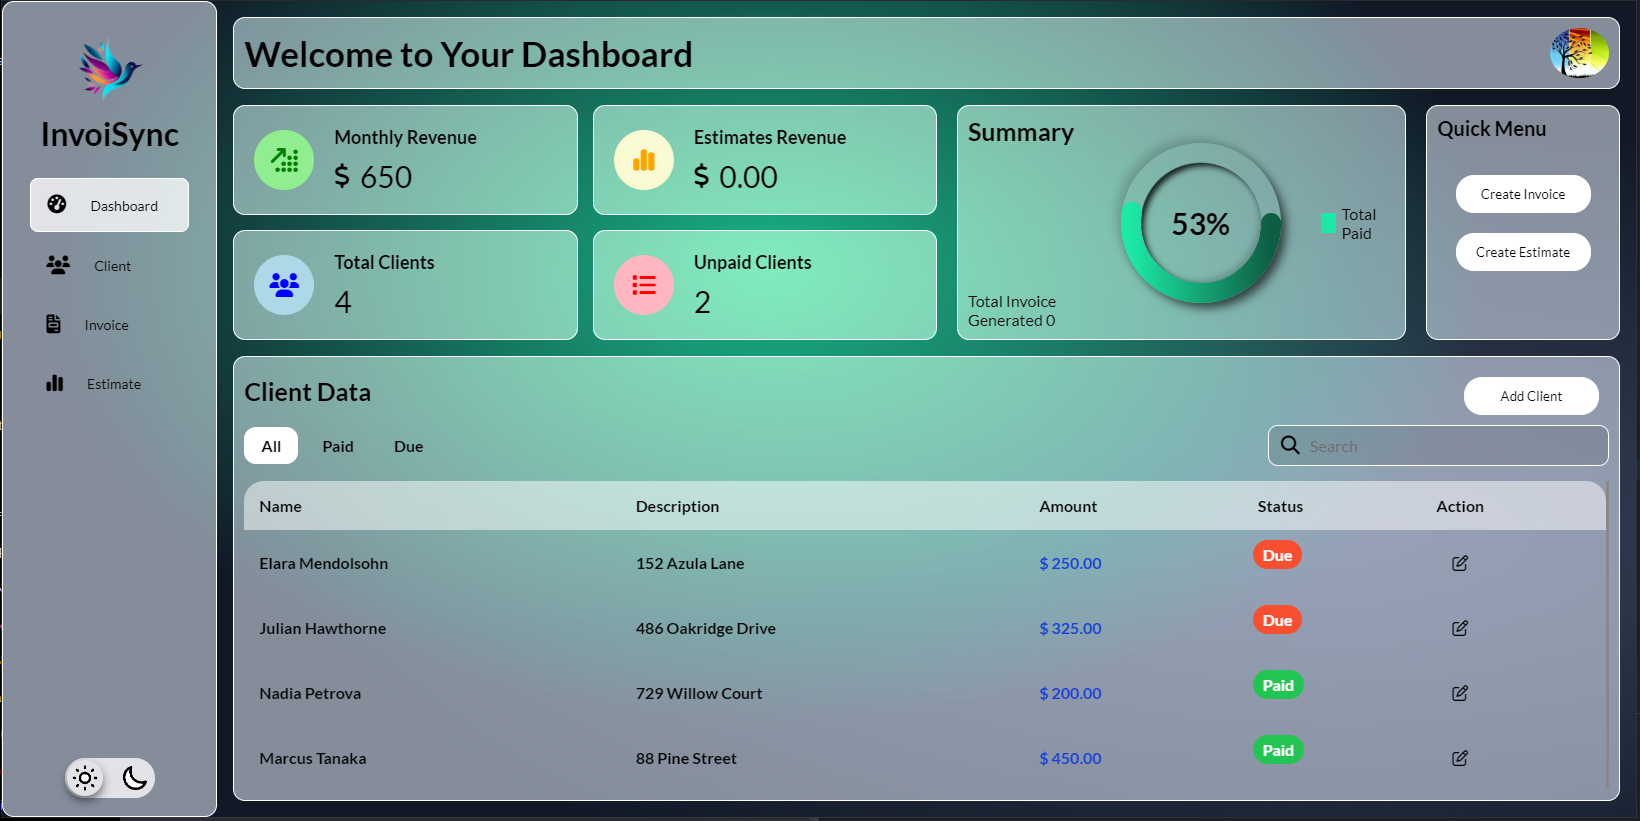 InvoiSync
Dashboard
Client
Invoice
Estimate
Welcome to Your Dashboard
Monthly Revenue
$ 650
Estimates Revenue
$ 0.00
Total Clients
4
Unpaid Clients
2
Summary
53%
Total
Paid
Total Invoice
Generated 0
Quick Menu
Create Invoice
Create Estimate
Client Data
Add Client
All Paid Due
Search
Name Description Amount Status Action
Elara Mendolsohn 152 Azula Lane $ 250.00 Due
Julian Hawthorne 486 Oakridge Drive $ 325.00 Due
Nadia Petrova 729 Willow Court $ 200.00 Paid
Marcus Tanaka 88 Pine Street $ 450.00 Paid